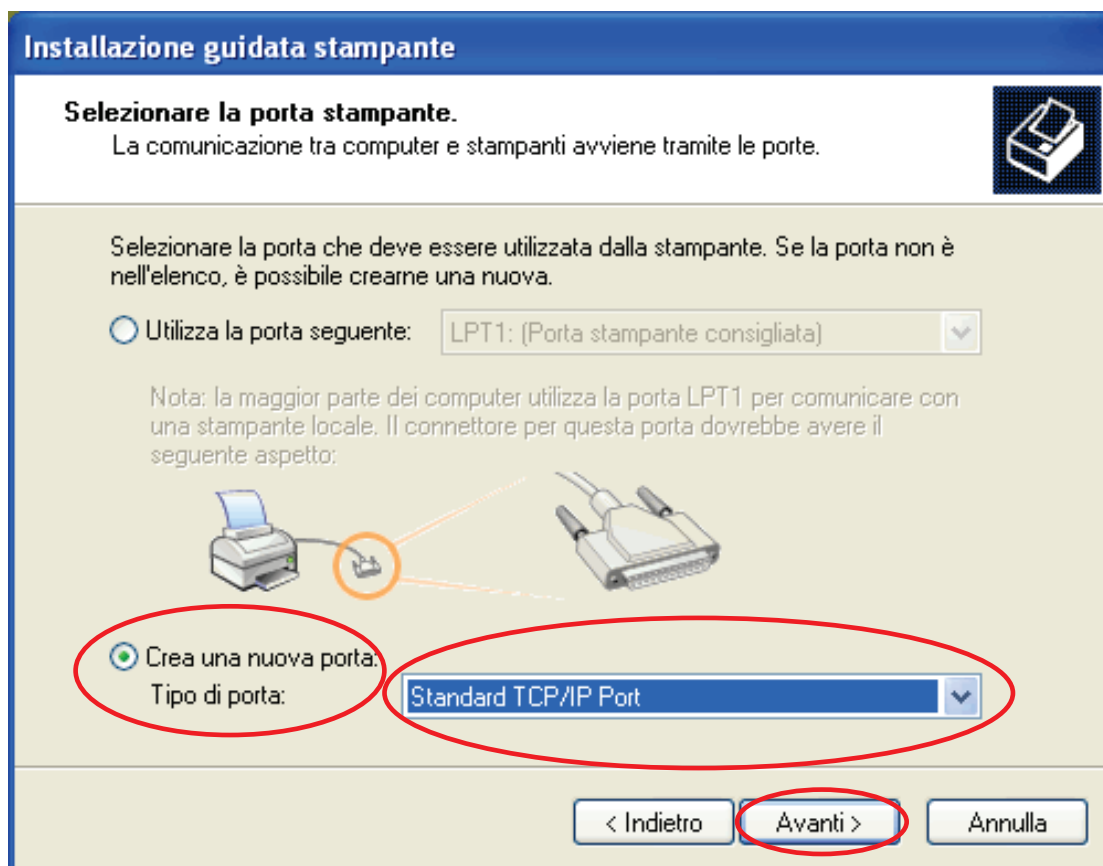 Installazione guidata stampante
Selezionare la porta stampante.
La comunicazione tra computer e stampanti avviene tramite le porte.
Selezionare la porta che deve essere utilizzata dalla stampante. Se la porta non è
nell'elenco, è possibile crearne una nuova.
Utilizza la porta seguente: LPT1: (Porta stampante consigliata)
Nota: la maggior parte dei computer utilizza la porta LPT1 per comunicare con
una stampante locale. Il connettore per questa porta dovrebbe avere il
seguente aspetto:
Crea una nuova porta:
Tipo di porta: Standard TCP/IP Port
< Indietro Avanti > Annulla